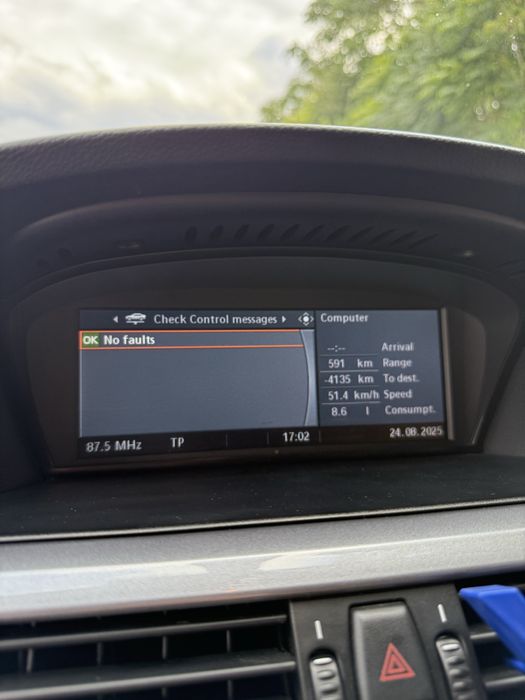 Check Control messages
OK No faults
Computer
--:-- Arrival
591 km Range
-4135 km To dest.
51.4 km/h Speed
8.6 l Consumpt.
87.5 MHz TP 17:02 24.08.2025